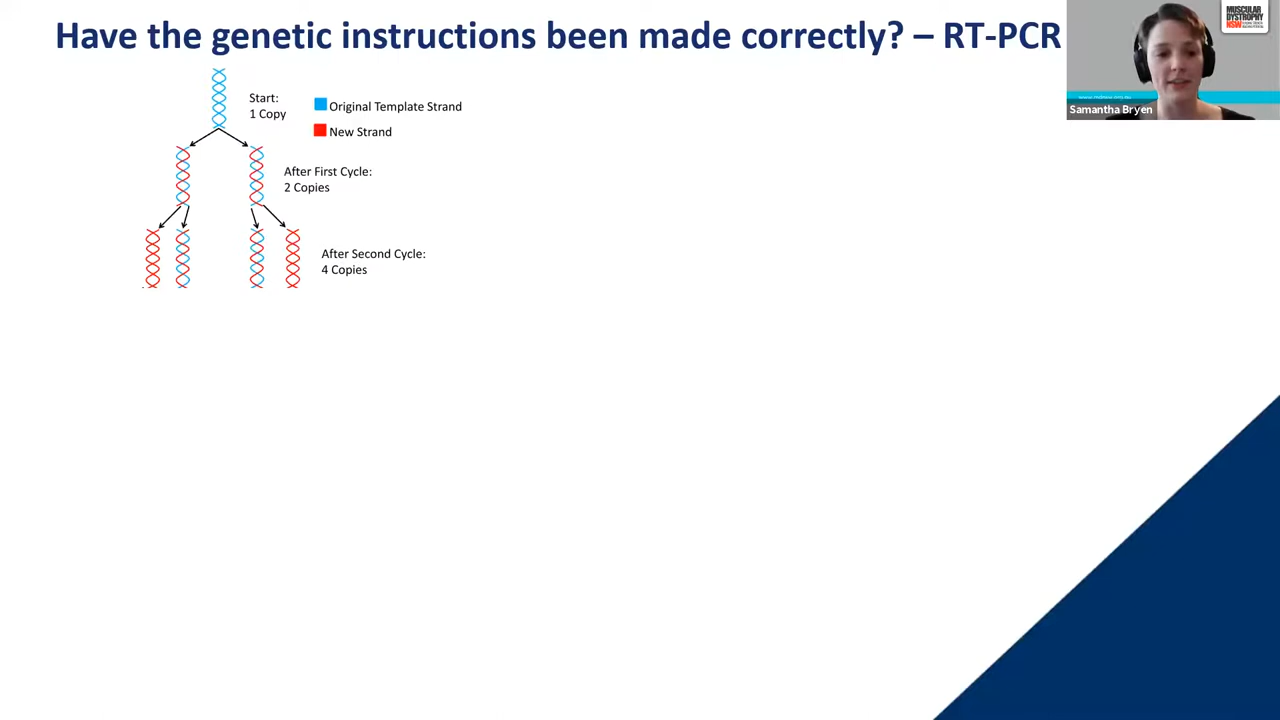 Have the genetic instructions been made correctly? – RT-PCR
MUSCULAR
DYSTROPHY
NSW
Samantha Bryen
Start:
1 Copy
Original Template Strand
New Strand
After First Cycle:
2 Copies
After Second Cycle:
4 Copies